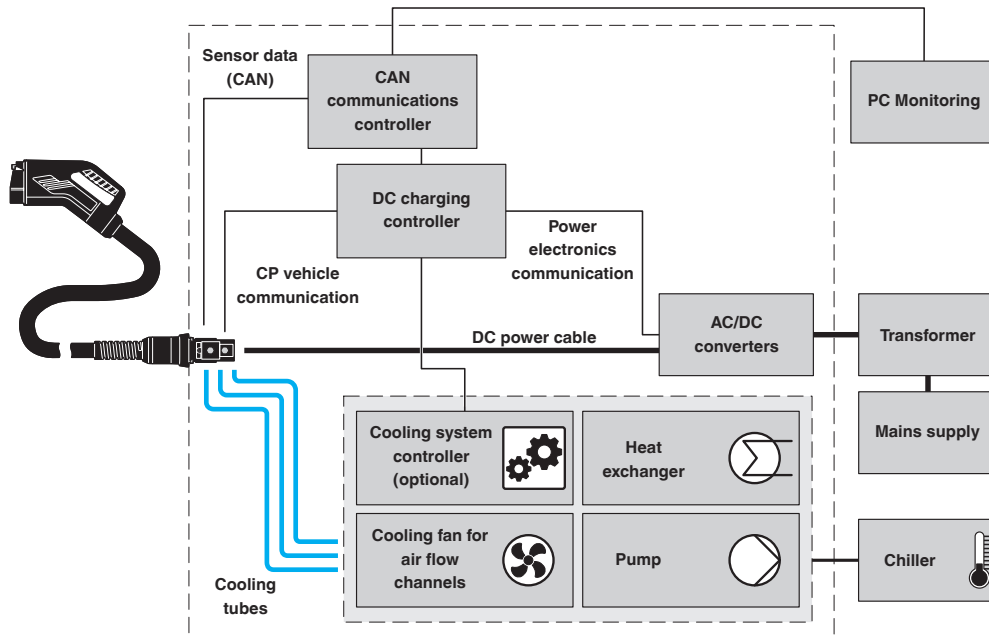 Sensor data
(CAN)
CAN
communications
controller
PC Monitoring
DC charging
controller
Power
electronics
communication
CP vehicle
communication
AC/DC
converters
Transformer
DC power cable
Mains supply
Cooling system
controller
(optional)
Heat
exchanger
Cooling fan for
air flow
channels
Pump
Chiller
Cooling
tubes